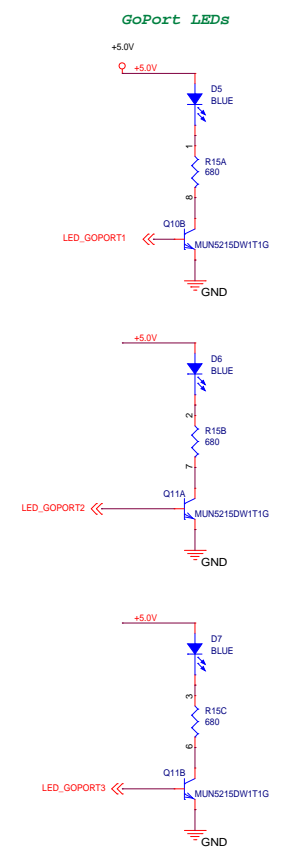 GoPort LEDs
+5.0V
+5.0V
D5
BLUE
1
R15A
680
8
Q10B
LED_GOPORT1
MUN5215DW1T1G
GND
+5.0V
D6
BLUE
2
R15B
680
7
Q11A
LED_GOPORT2
MUN5215DW1T1G
GND
+5.0V
D7
BLUE
3
R15C
680
6
Q11B
LED_GOPORT3
MUN5215DW1T1G
GND